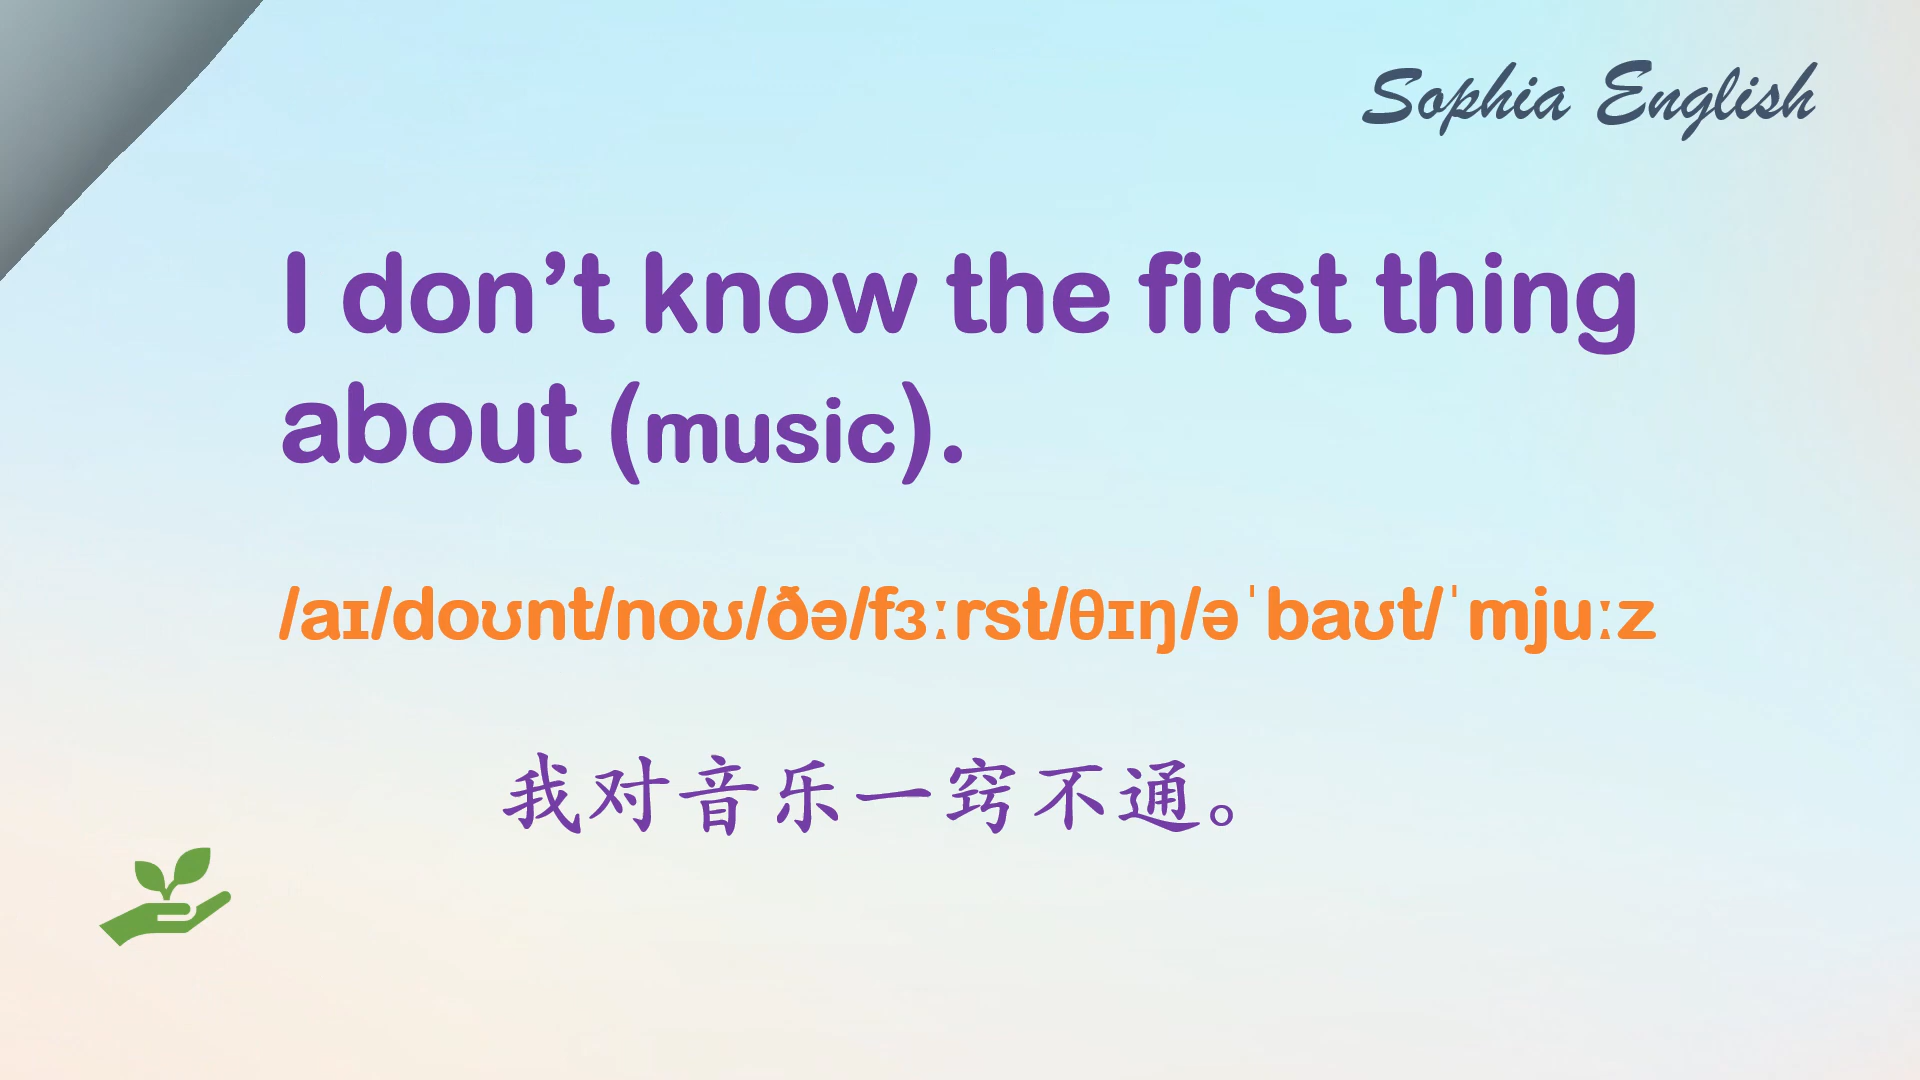 Sophia English
I don’t know the first thing
about (music).
/aɪ/doʊnt/noʊ/ðə/fɜːrst/θɪŋ/əˈbaʊt/ˈmjuːz
我对音乐一窍不通。